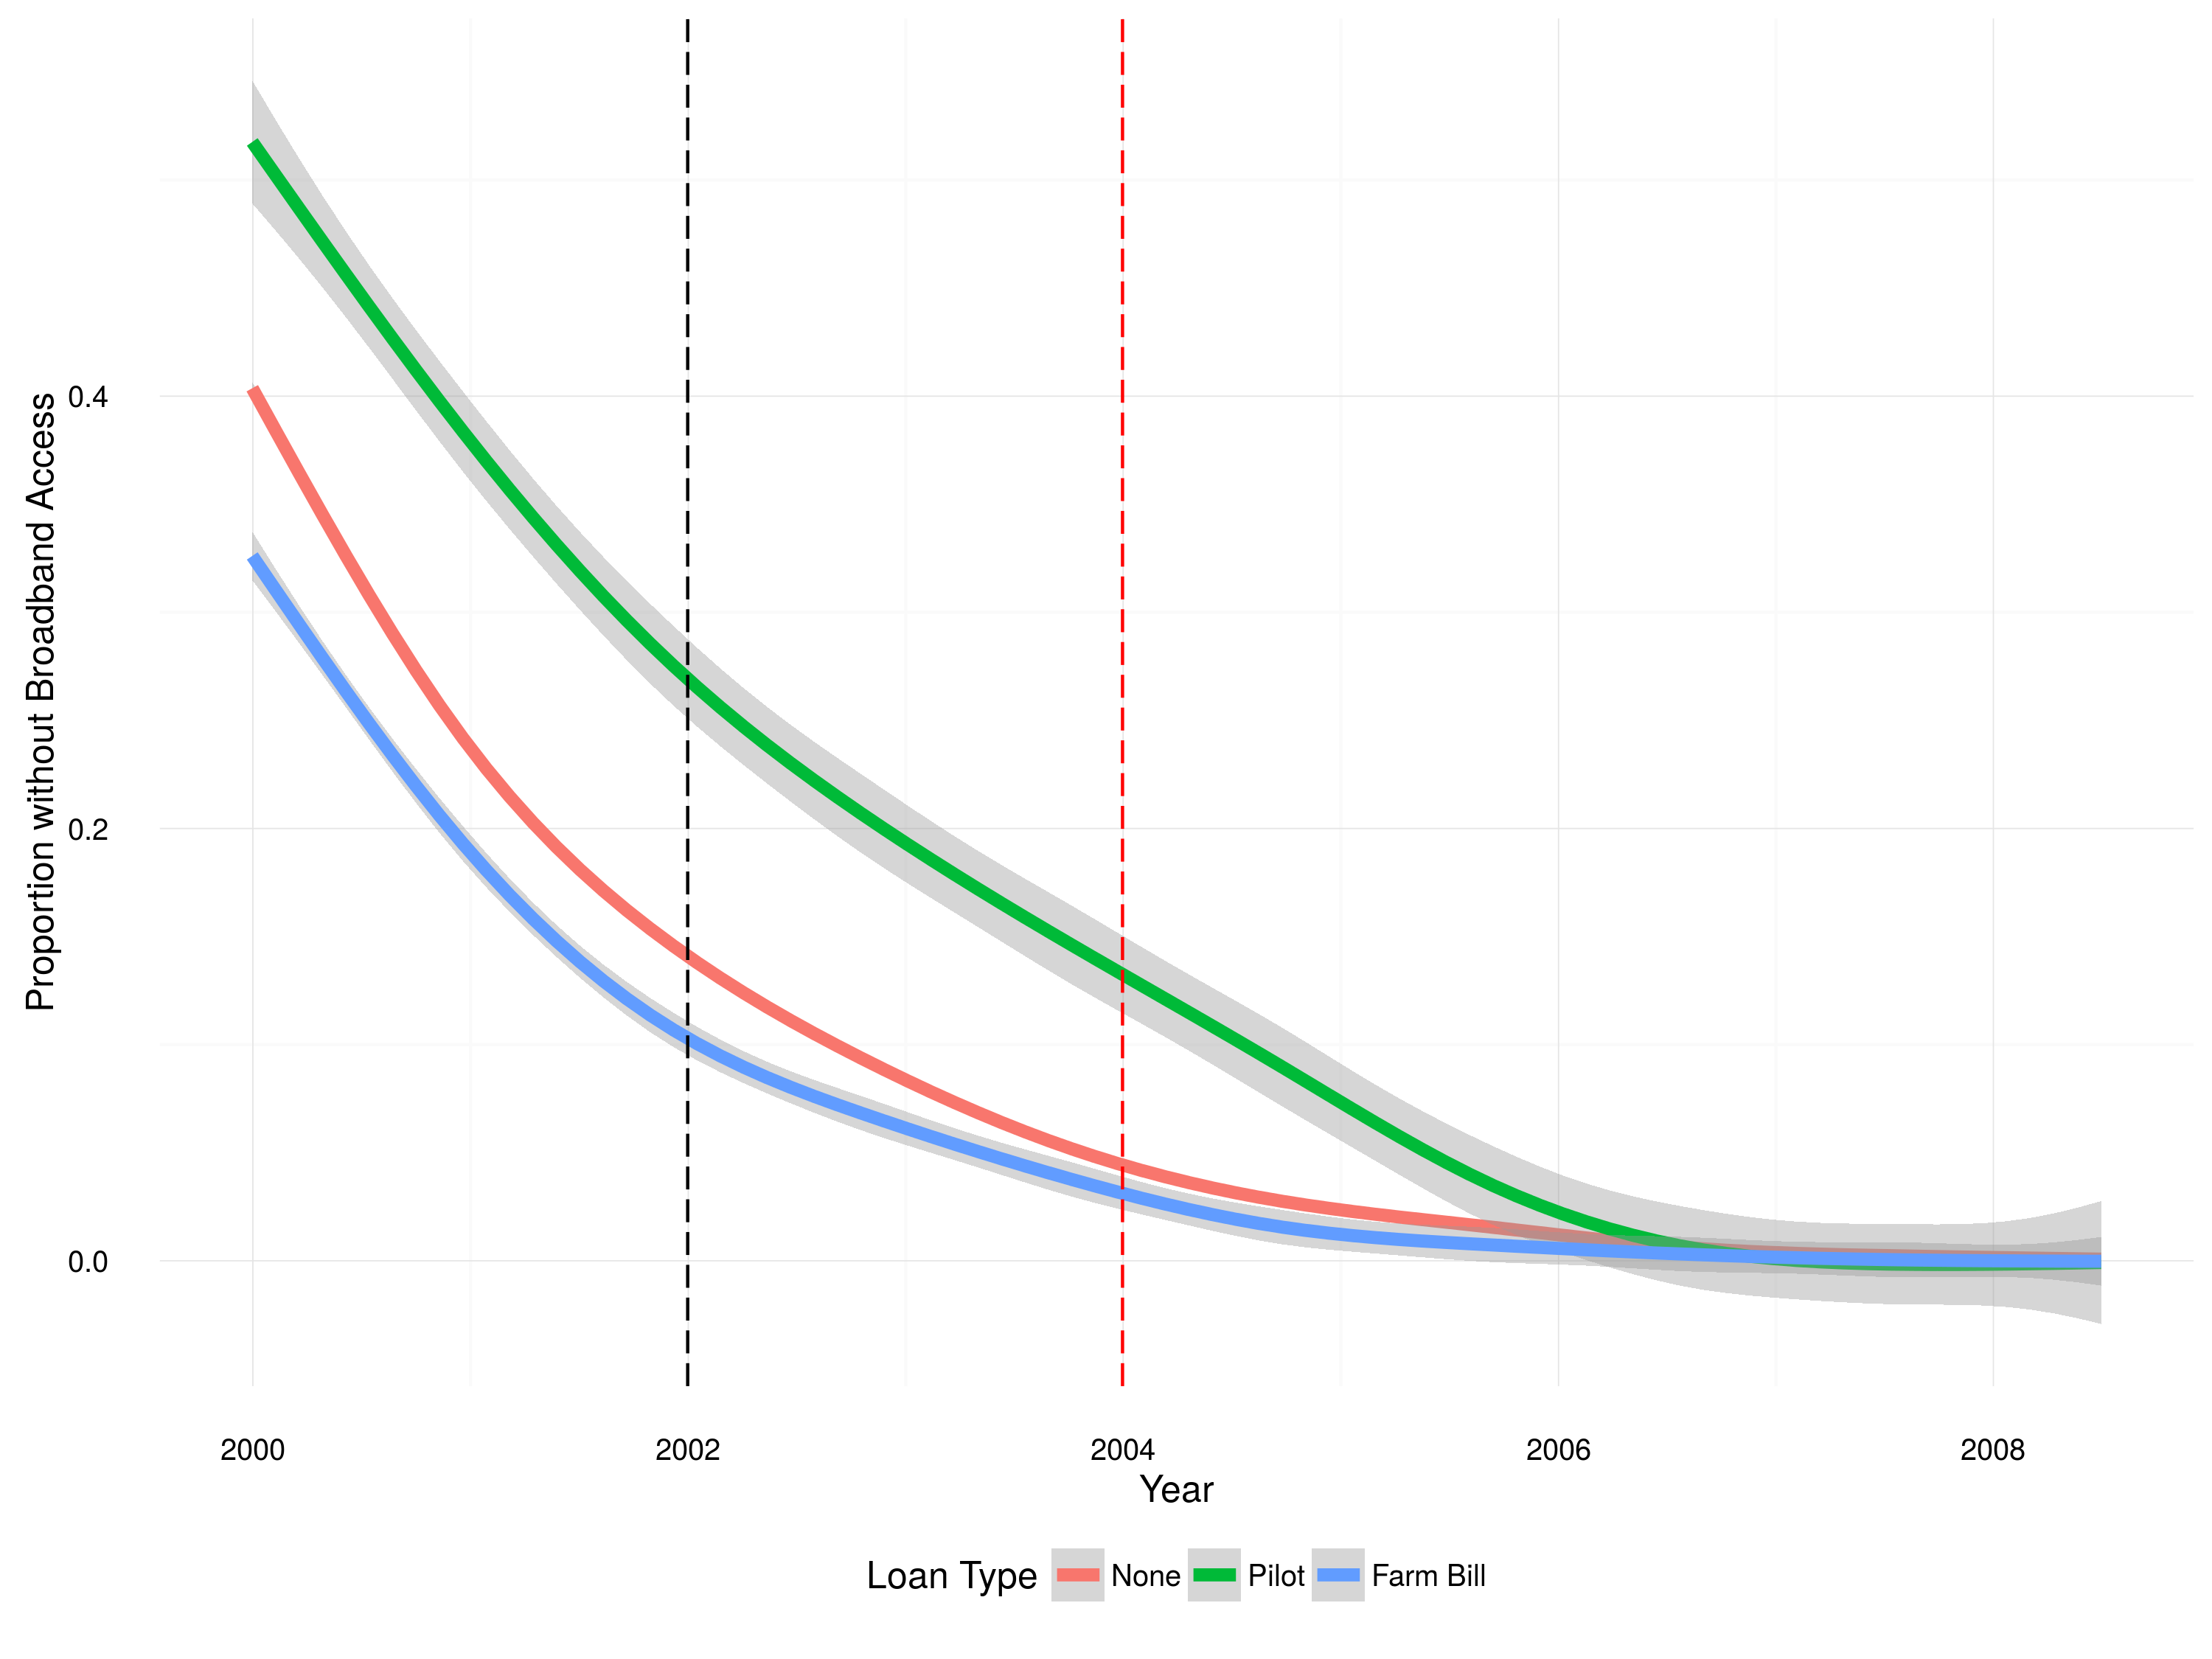 Proportion without Broadband Access
0.4
0.2
0.0
2000 2002 2004 2006 2008
Year
Loan Type None Pilot Farm Bill